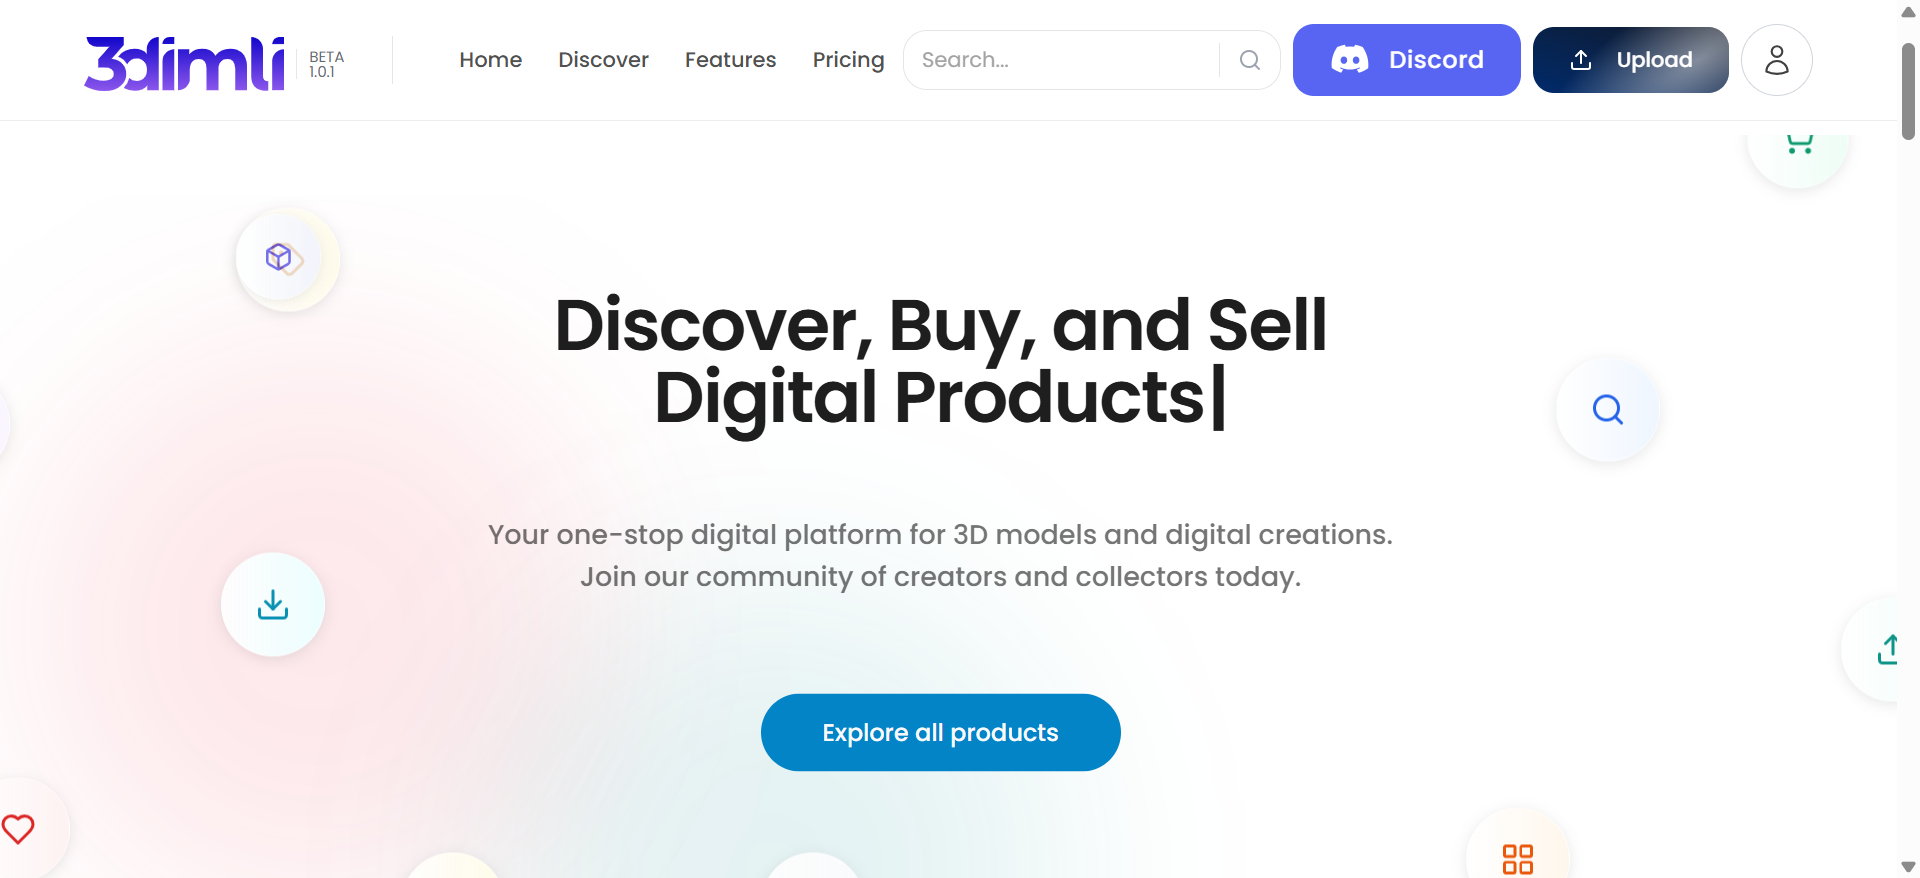 3dimli
BETA
1.0.1
Home
Discover
Features
Pricing
Search...
Discord
Upload
Discover, Buy, and Sell
Digital Products|
Your one-stop digital platform for 3D models and digital creations.
Join our community of creators and collectors today.
Explore all products